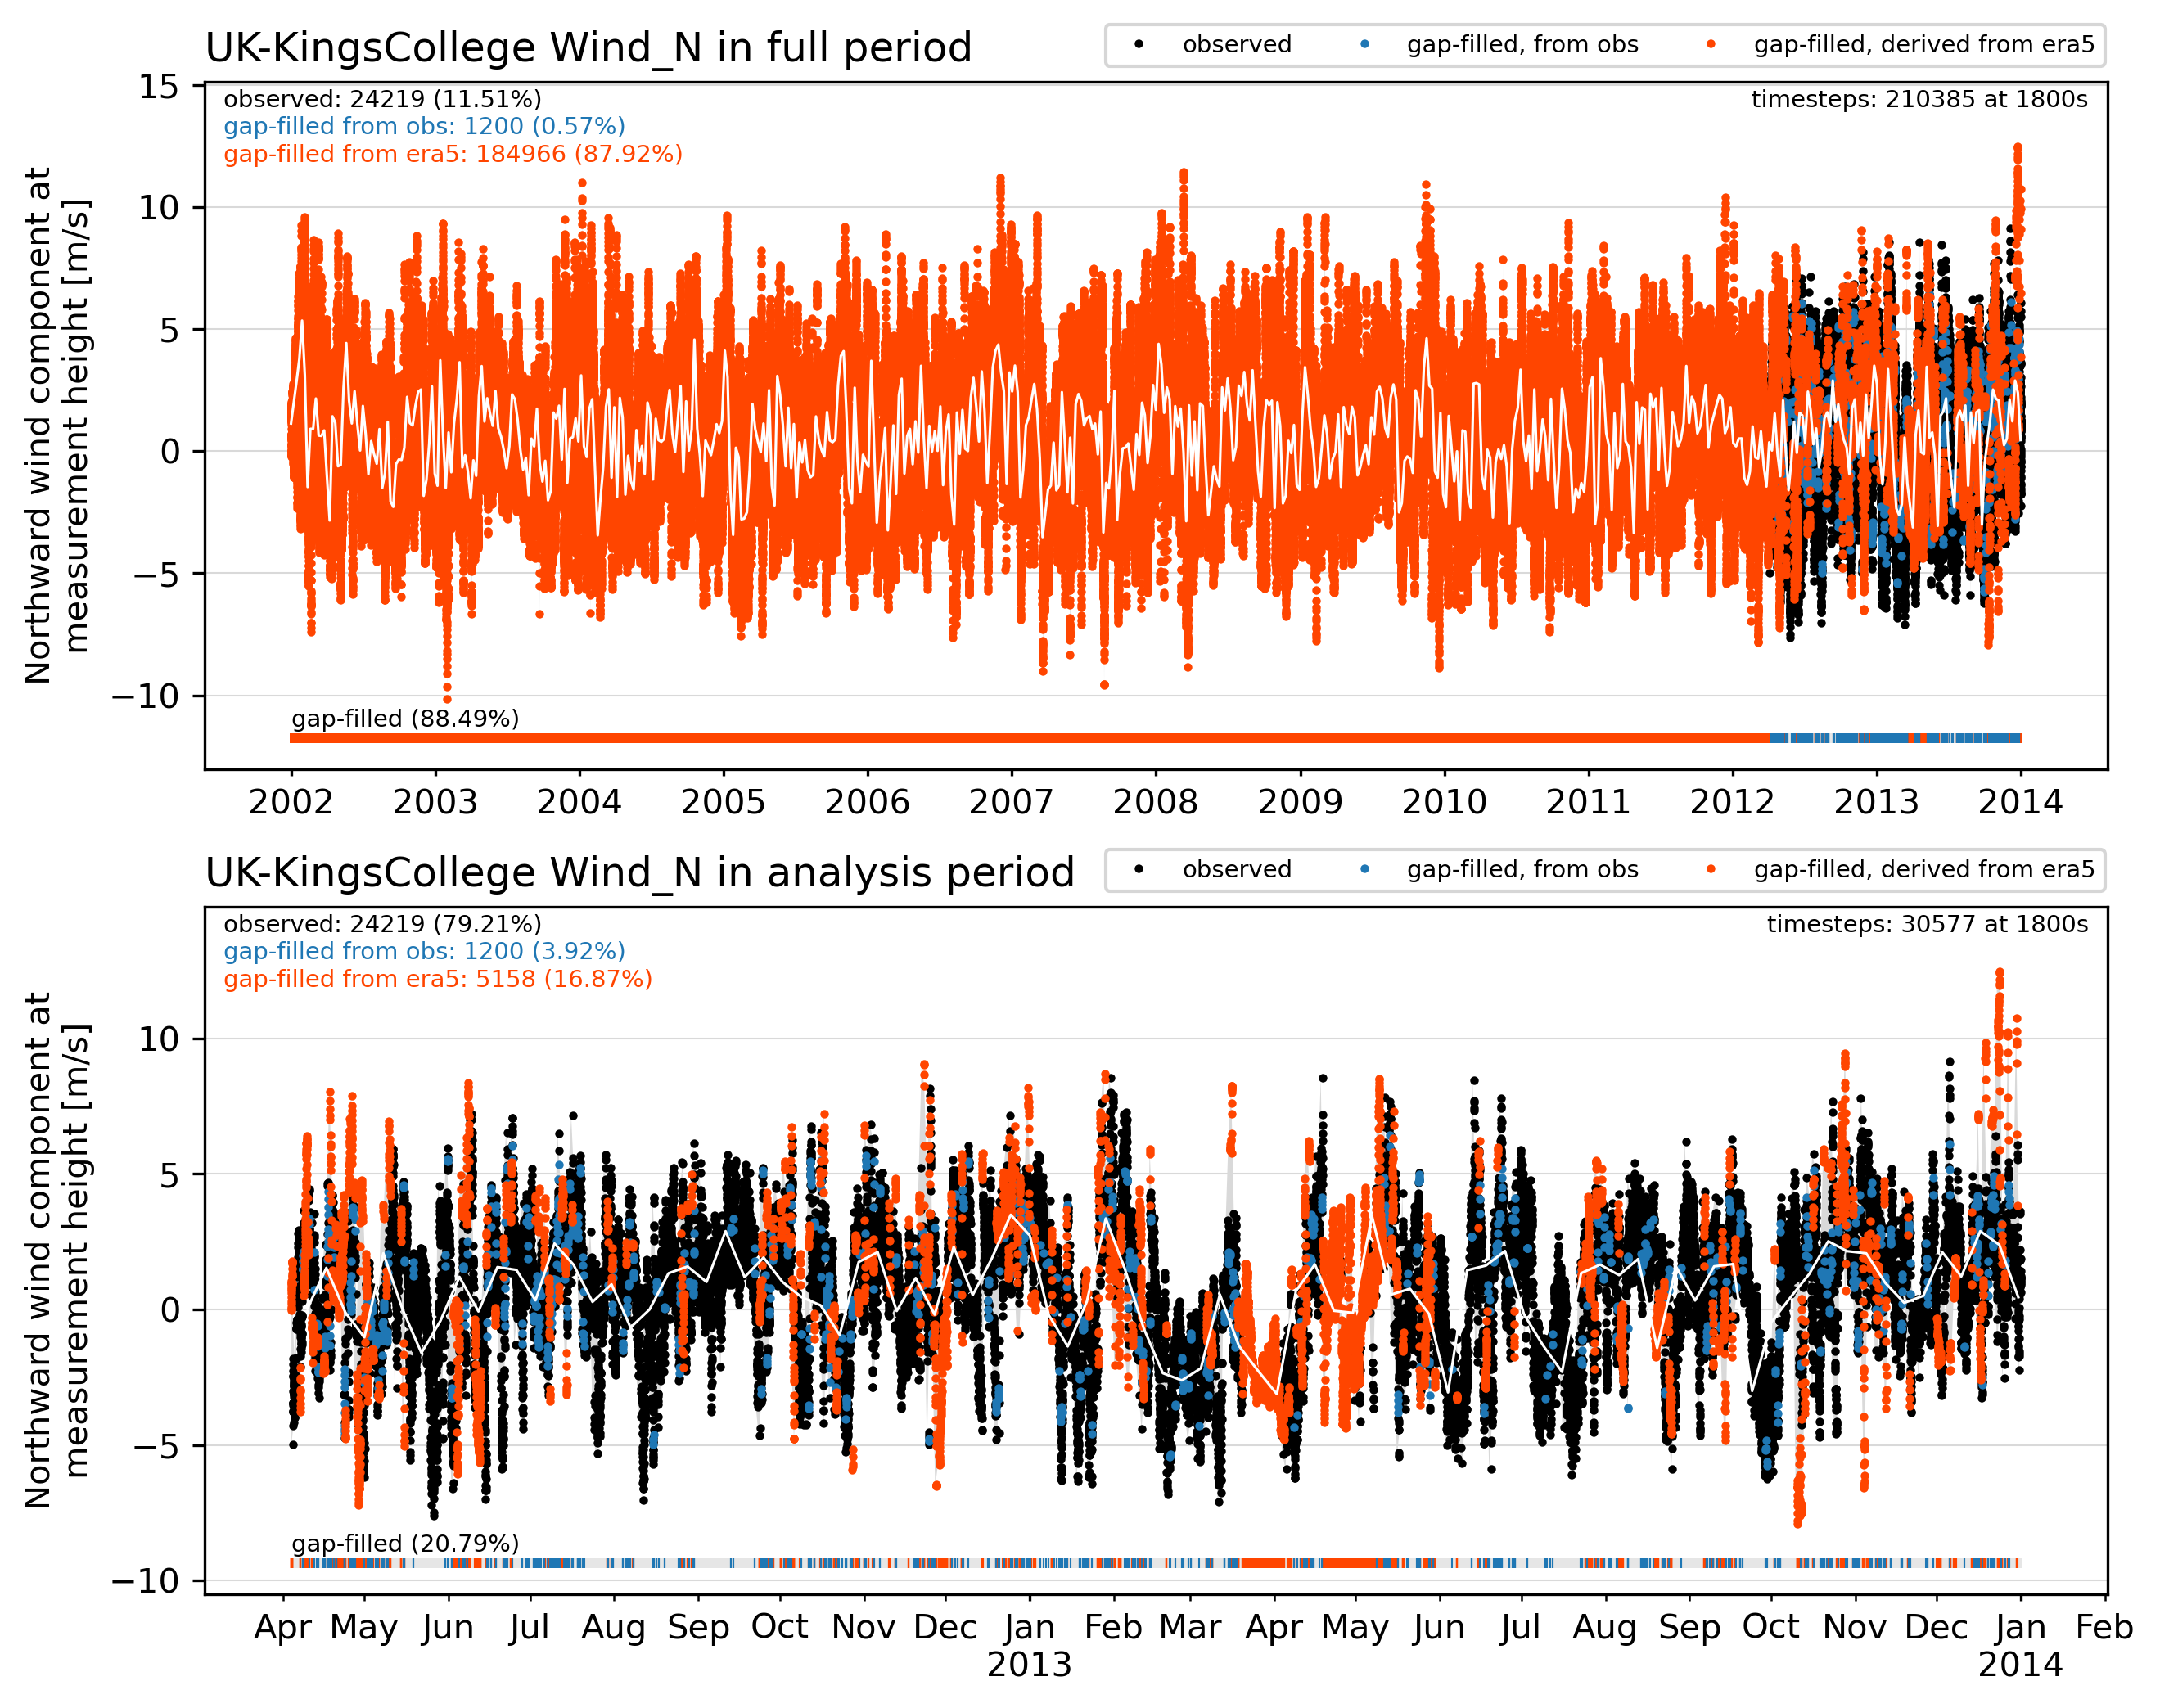 UK-KingsCollege Wind_N in full period
observed gap-filled, from obs gap-filled, derived from era5
observed: 24219 (11.51%)
gap-filled from obs: 1200 (0.57%)
gap-filled from era5: 184966 (87.92%)
timesteps: 210385 at 1800s
Northward wind component at
measurement height [m/s]
15
10
5
0
−5
−10
gap-filled (88.49%)
2002 2003 2004 2005 2006 2007 2008 2009 2010 2011 2012 2013 2014
UK-KingsCollege Wind_N in analysis period
observed gap-filled, from obs gap-filled, derived from era5
observed: 24219 (79.21%)
gap-filled from obs: 1200 (3.92%)
gap-filled from era5: 5158 (16.87%)
timesteps: 30577 at 1800s
Northward wind component at
measurement height [m/s]
10
5
0
−5
−10
gap-filled (20.79%)
Apr May Jun Jul Aug Sep Oct Nov Dec Jan Feb Mar Apr May Jun Jul Aug Sep Oct Nov Dec Jan Feb
2013 2014